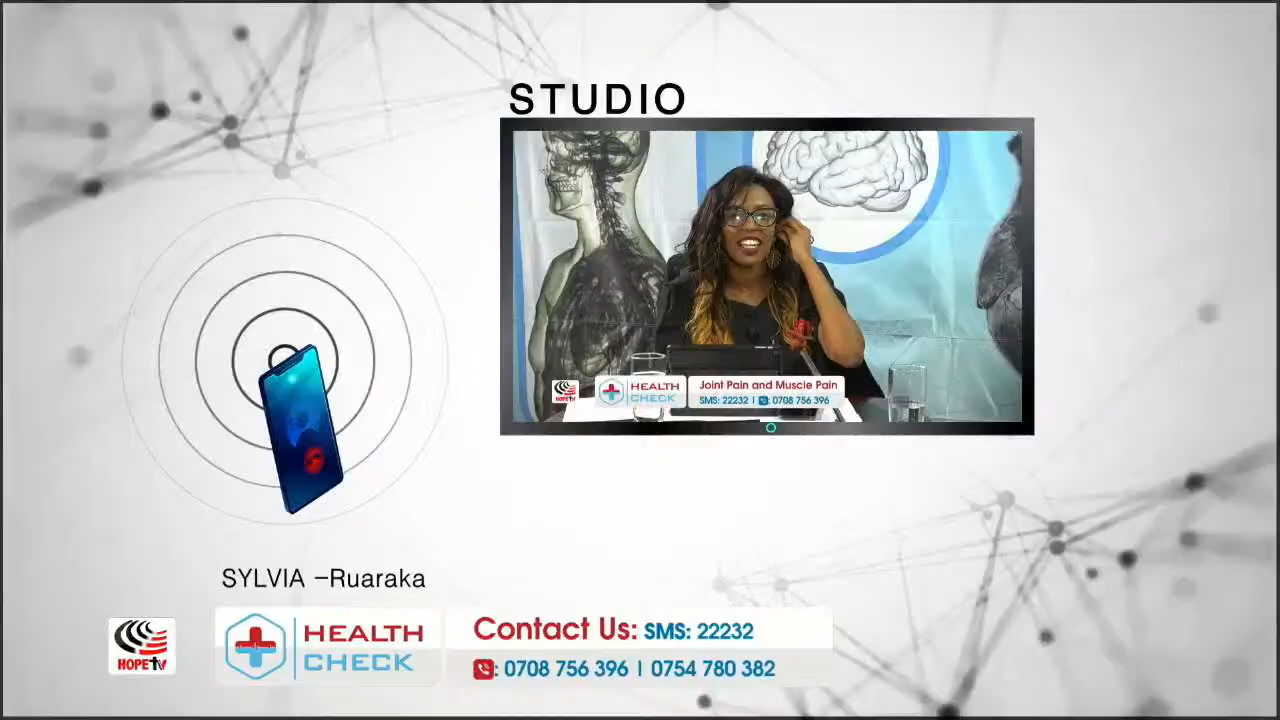 STUDIO
HOPE TV
HEALTH
CHECK
Joint Pain and Muscle Pain
SMS: 22232 | : 0708 756 396
SYLVIA -Ruaraka
HOPE TV
HEALTH
CHECK
Contact Us: SMS: 22232
: 0708 756 396 | 0754 780 382